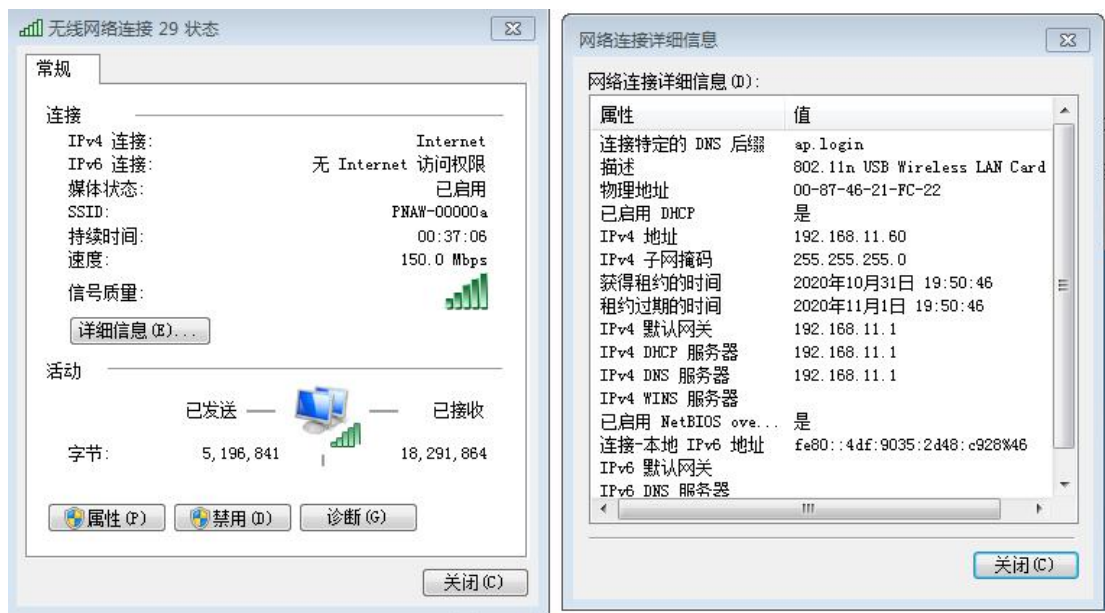 无线网络连接 29 状态
常规
连接
IPv4 连接: Internet
IPv6 连接: 无 Internet 访问权限
媒体状态: 已启用
SSID: PNAW-00000a
持续时间: 00:37:06
速度: 150.0 Mbps
信号质量:
详细信息(E)...
活动
已发送 — — 已接收
字节: 5,196,841 18,291,864
属性(P) 禁用(D) 诊断(G)
关闭(C)
网络连接详细信息
网络连接详细信息(D):
属性 值
连接特定的 DNS 后缀 ap.login
描述 802.11n USB Wireless LAN Card
物理地址 00-87-46-21-FC-22
已启用 DHCP 是
IPv4 地址 192.168.11.60
IPv4 子网掩码 255.255.255.0
获得租约的时间 2020年10月31日 19:50:46
租约过期的时间 2020年11月1日 19:50:46
IPv4 默认网关 192.168.11.1
IPv4 DHCP 服务器 192.168.11.1
IPv4 DNS 服务器 192.168.11.1
IPv4 WINS 服务器
已启用 NetBIOS ove... 是
连接-本地 IPv6 地址 fe80::4df:9035:2d48:c928%46
IPv6 默认网关
IPv6 DNS 服务器
关闭(C)